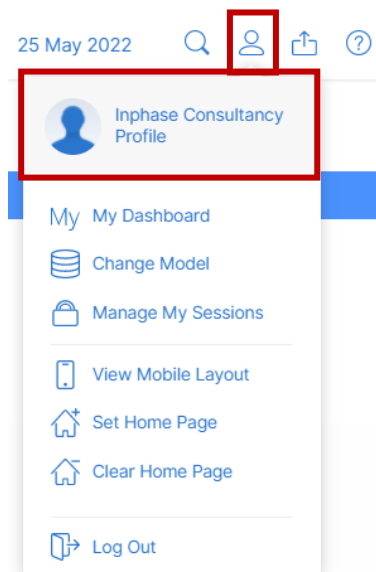 25 May 2022
Inphase Consultancy
Profile
My My Dashboard
Change Model
Manage My Sessions
View Mobile Layout
Set Home Page
Clear Home Page
Log Out